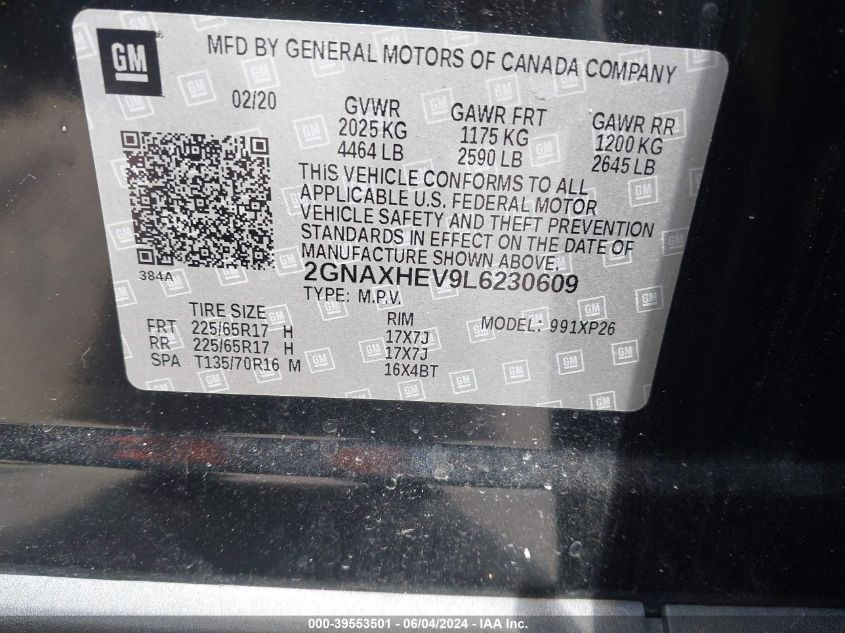 GM
MFD BY GENERAL MOTORS OF CANADA COMPANY
02/20
GVWR GAWR FRT GAWR RR
2025 KG 1175 KG 1200 KG
4464 LB 2590 LB 2645 LB
THIS VEHICLE CONFORMS TO ALL
APPLICABLE U.S. FEDERAL MOTOR
VEHICLE SAFETY AND THEFT PREVENTION
STANDARDS IN EFFECT ON THE DATE OF
MANUFACTURE SHOWN ABOVE.
384A
2GNAXHEV9L6230609
TYPE: M.P.V.
TIRE SIZE RIM MODEL: 991XP26
FRT 225/65R17 H 17X7J
RR 225/65R17 H 17X7J
SPA T135/70R16 M 16X4BT
000-39553501 - 06/04/2024 - IAAI.COM